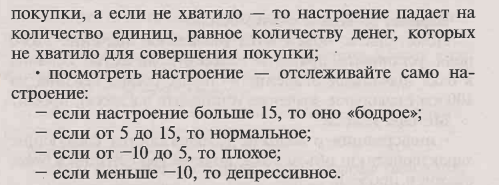 покупки, а если не хватило — то настроение падает на
количество единиц, равное количеству денег, которых
не хватило для совершения покупки;
• посмотреть настроение — отслеживайте само на-
строение:
— если настроение больше 15, то оно «бодрое»;
— если от 5 до 15, то нормальное;
— если от −10 до 5, то плохое;
— если меньше −10, то депрессивное.